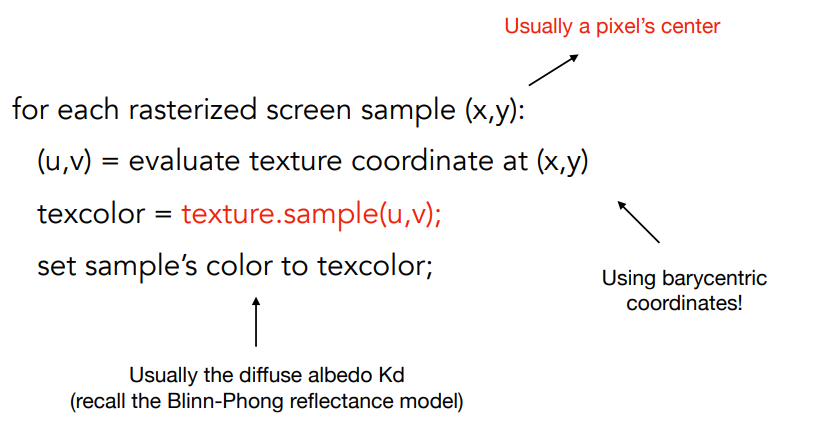 Usually a pixel's center
for each rasterized screen sample (x,y):
(u,v) = evaluate texture coordinate at (x,y)
texcolor = texture.sample(u,v);
set sample's color to texcolor;
Using barycentric
coordinates!
Usually the diffuse albedo Kd
(recall the Blinn-Phong reflectance model)